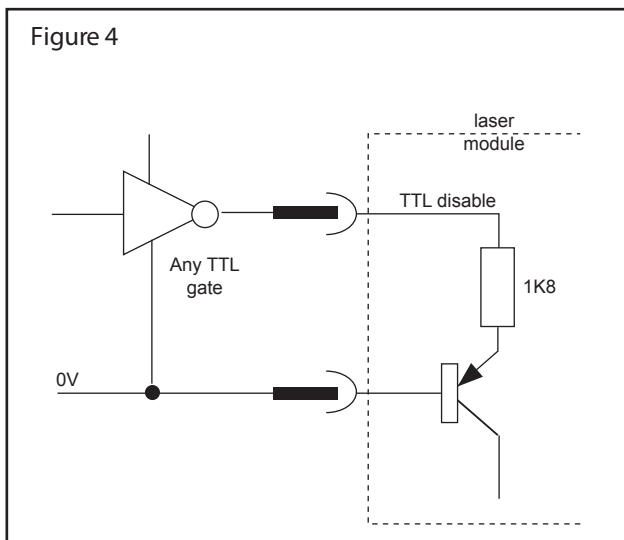 Figure 4
laser
module
TTL disable
Any TTL
gate
1K8
0V